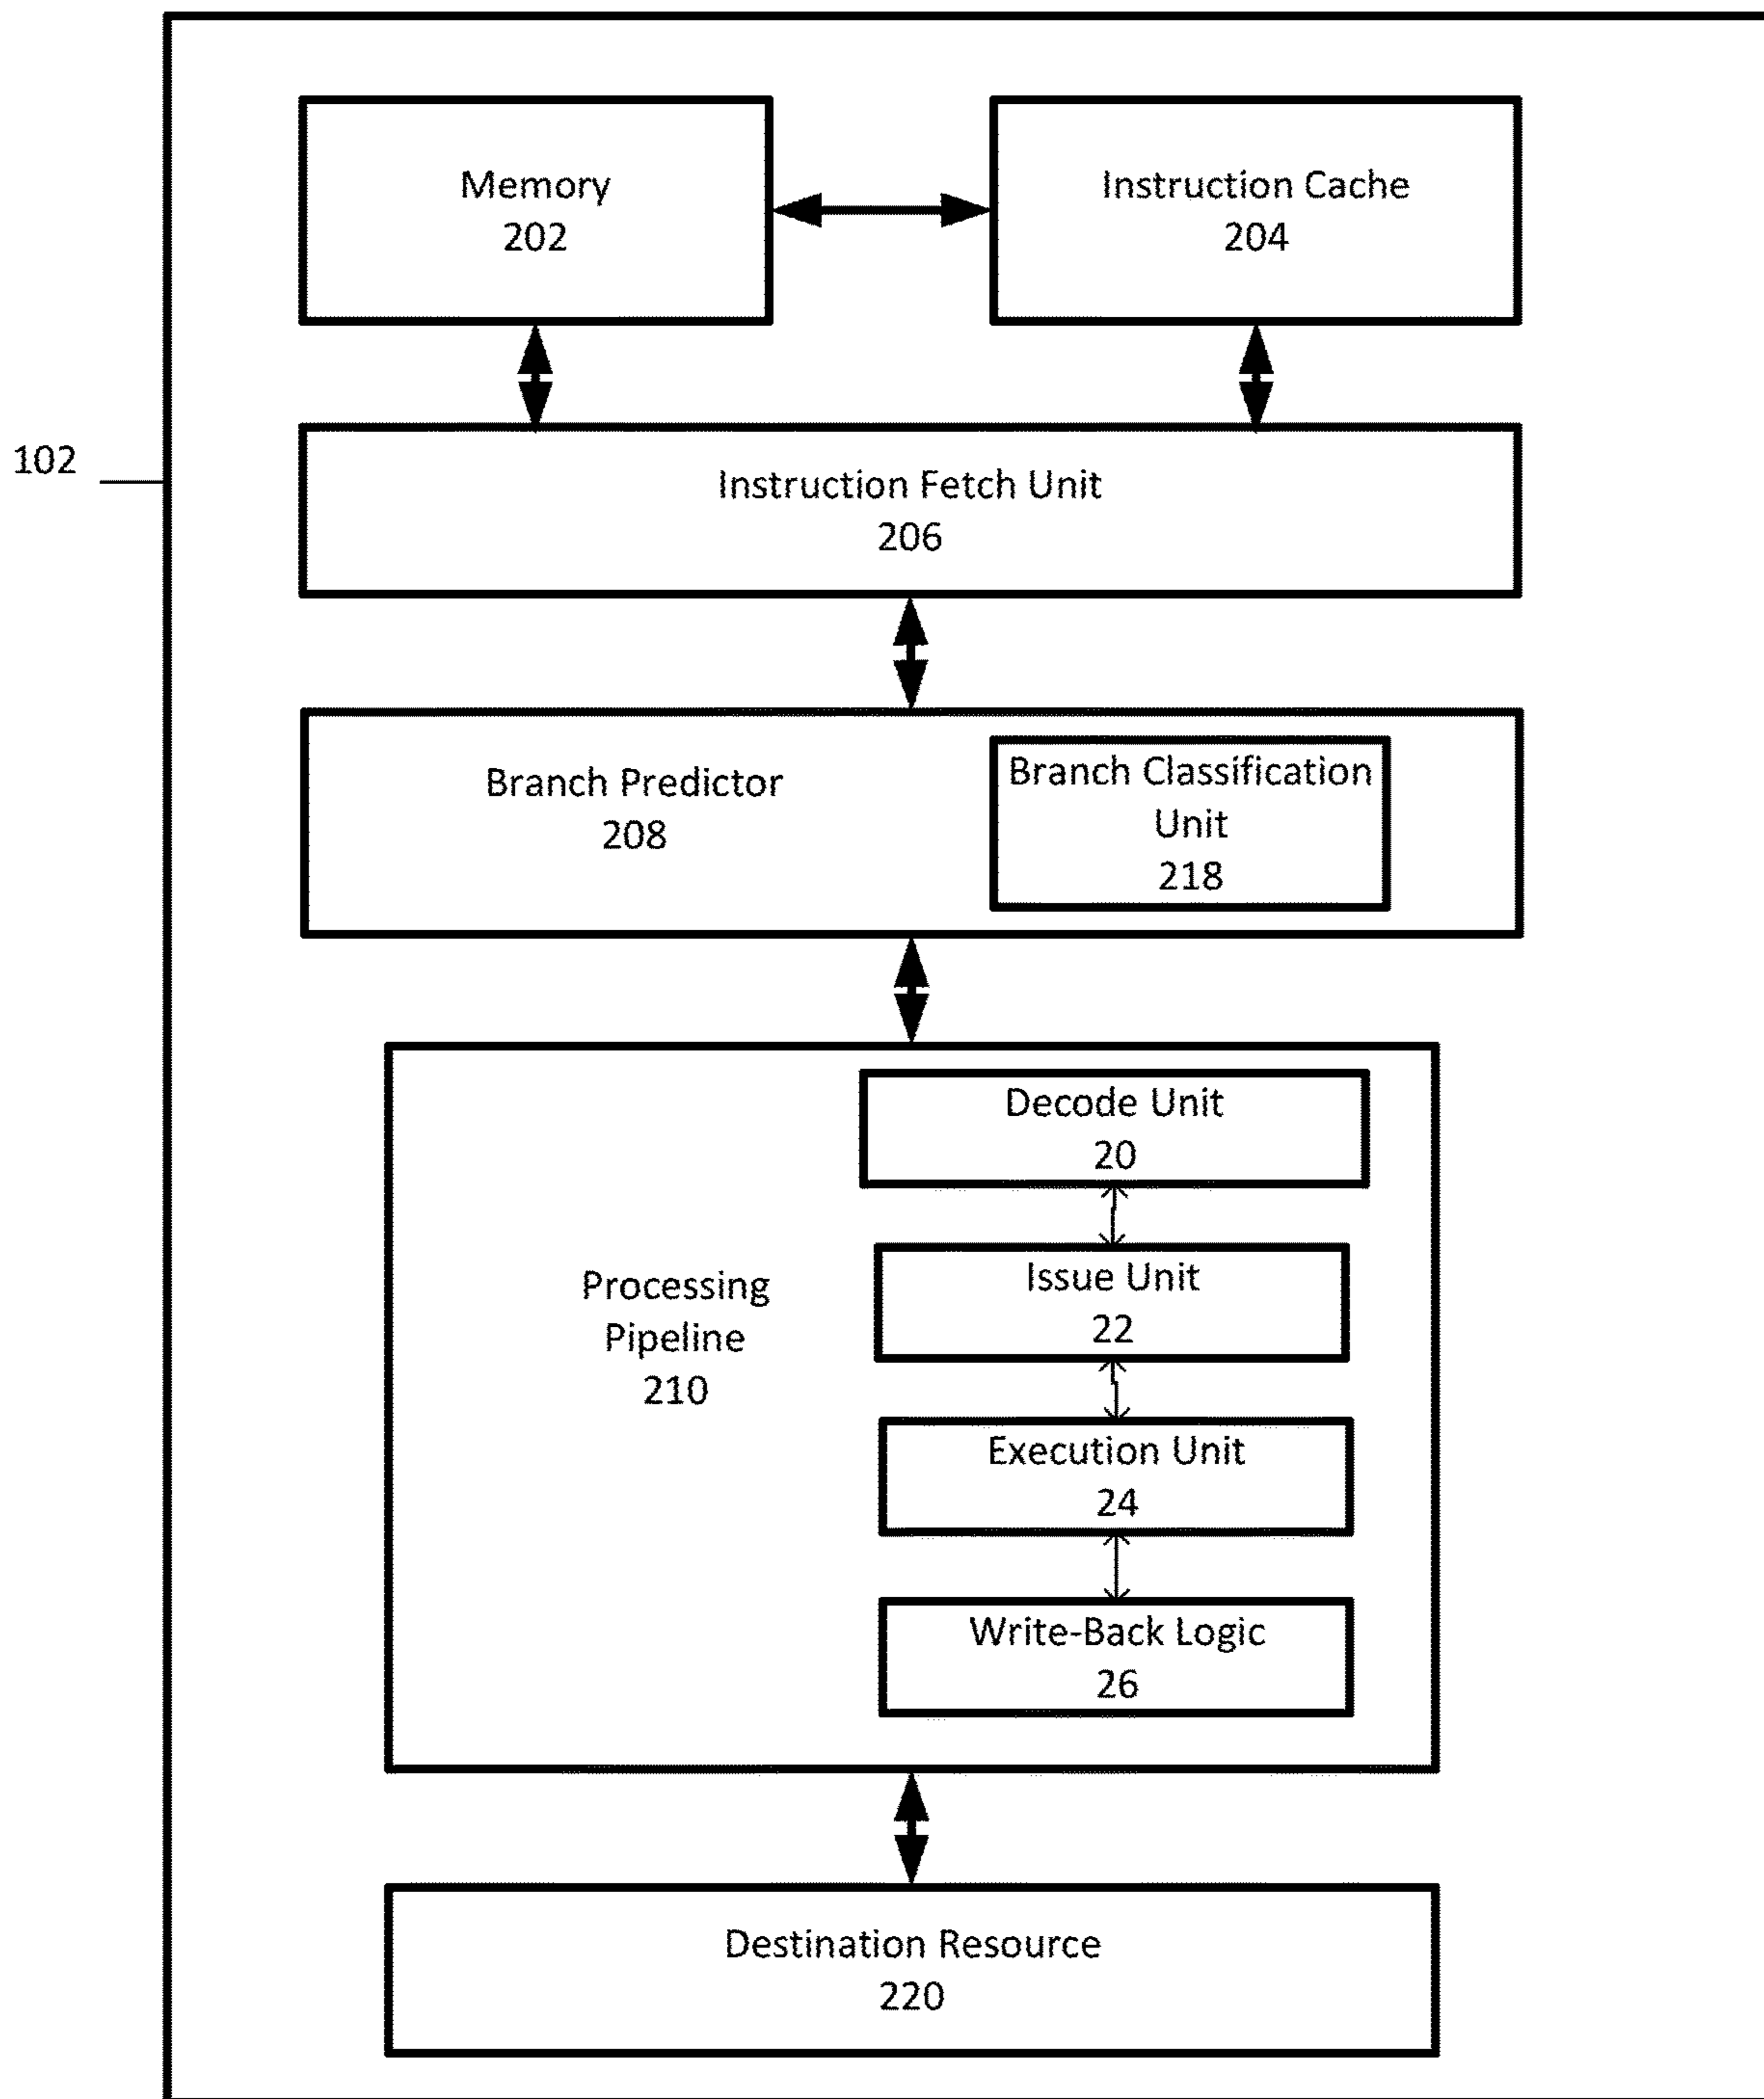 Memory
202
Instruction Cache
204
102
Instruction Fetch Unit
206
Branch Predictor
208
Branch Classification
Unit
218
Processing
Pipeline
210
Decode Unit
20
Issue Unit
22
Execution Unit
24
Write-Back Logic
26
Destination Resource
220